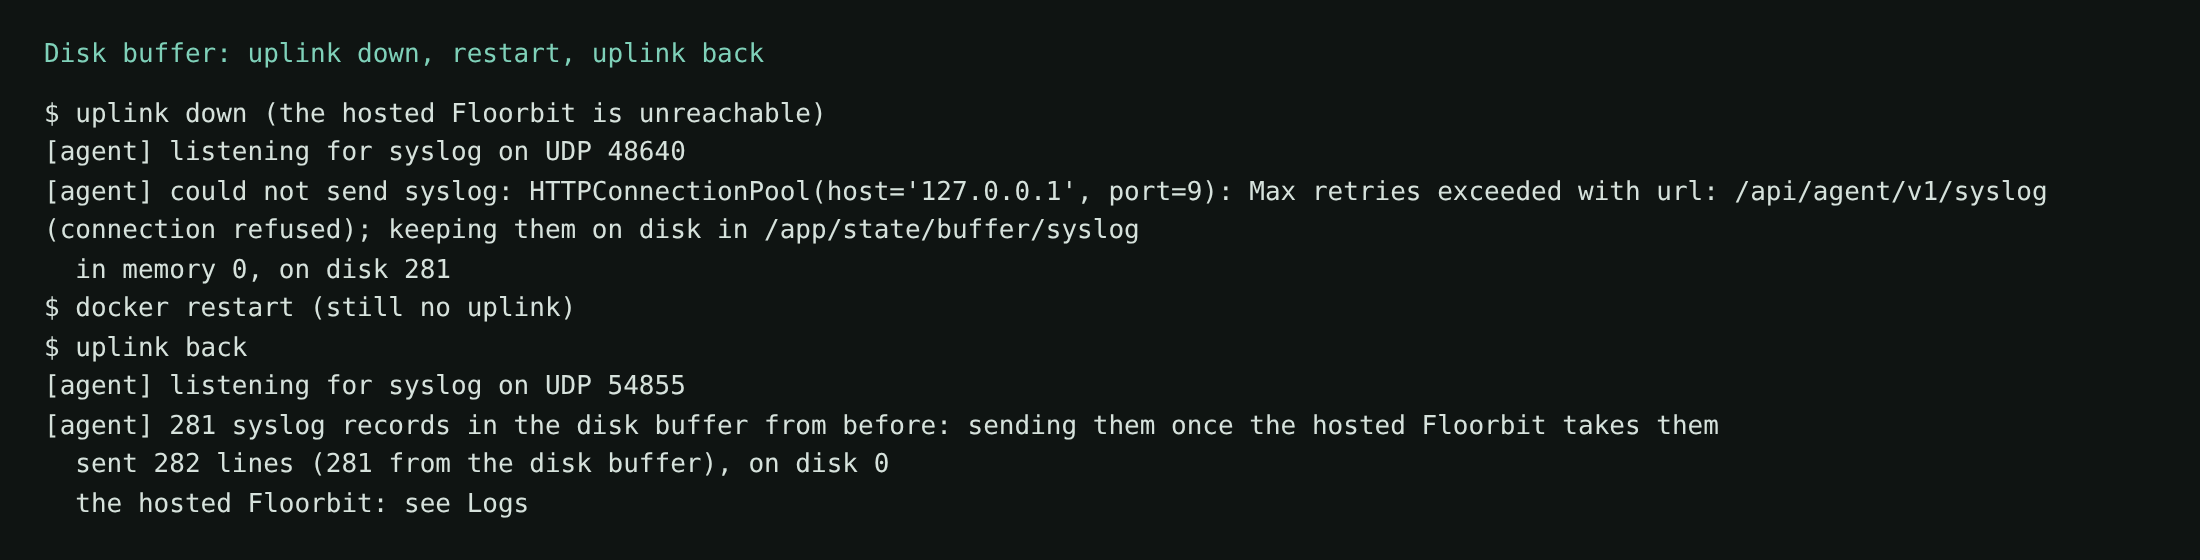 Disk buffer: uplink down, restart, uplink back
$ uplink down (the hosted Floorbit is unreachable)
[agent] listening for syslog on UDP 48640
[agent] could not send syslog: HTTPConnectionPool(host='127.0.0.1', port=9): Max retries exceeded with url: /api/agent/v1/syslog
(connection refused); keeping them on disk in /app/state/buffer/syslog
  in memory 0, on disk 281
$ docker restart (still no uplink)
$ uplink back
[agent] listening for syslog on UDP 54855
[agent] 281 syslog records in the disk buffer from before: sending them once the hosted Floorbit takes them
  sent 282 lines (281 from the disk buffer), on disk 0
  the hosted Floorbit: see Logs